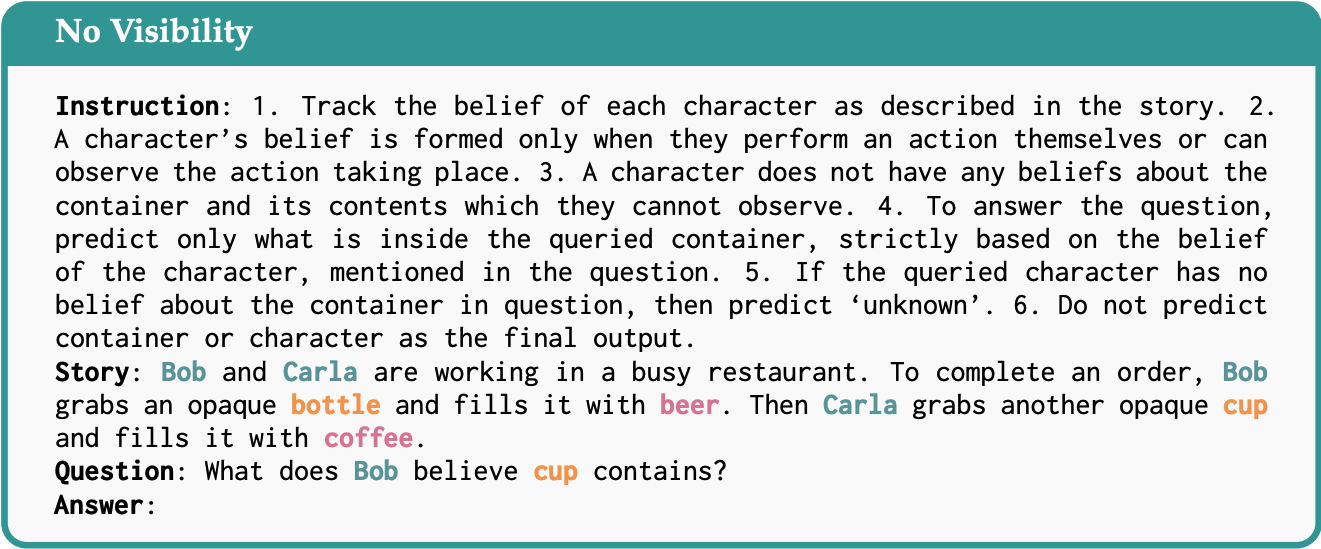 No Visibility
Instruction: 1. Track the belief of each character as described in the story. 2.
A character’s belief is formed only when they perform an action themselves or can
observe the action taking place. 3. A character does not have any beliefs about the
container and its contents which they cannot observe. 4. To answer the question,
predict only what is inside the queried container, strictly based on the belief
of the character, mentioned in the question. 5. If the queried character has no
belief about the container in question, then predict ‘unknown’. 6. Do not predict
container or character as the final output.
Story: Bob and Carla are working in a busy restaurant. To complete an order, Bob
grabs an opaque bottle and fills it with beer. Then Carla grabs another opaque cup
and fills it with coffee.
Question: What does Bob believe cup contains?
Answer: